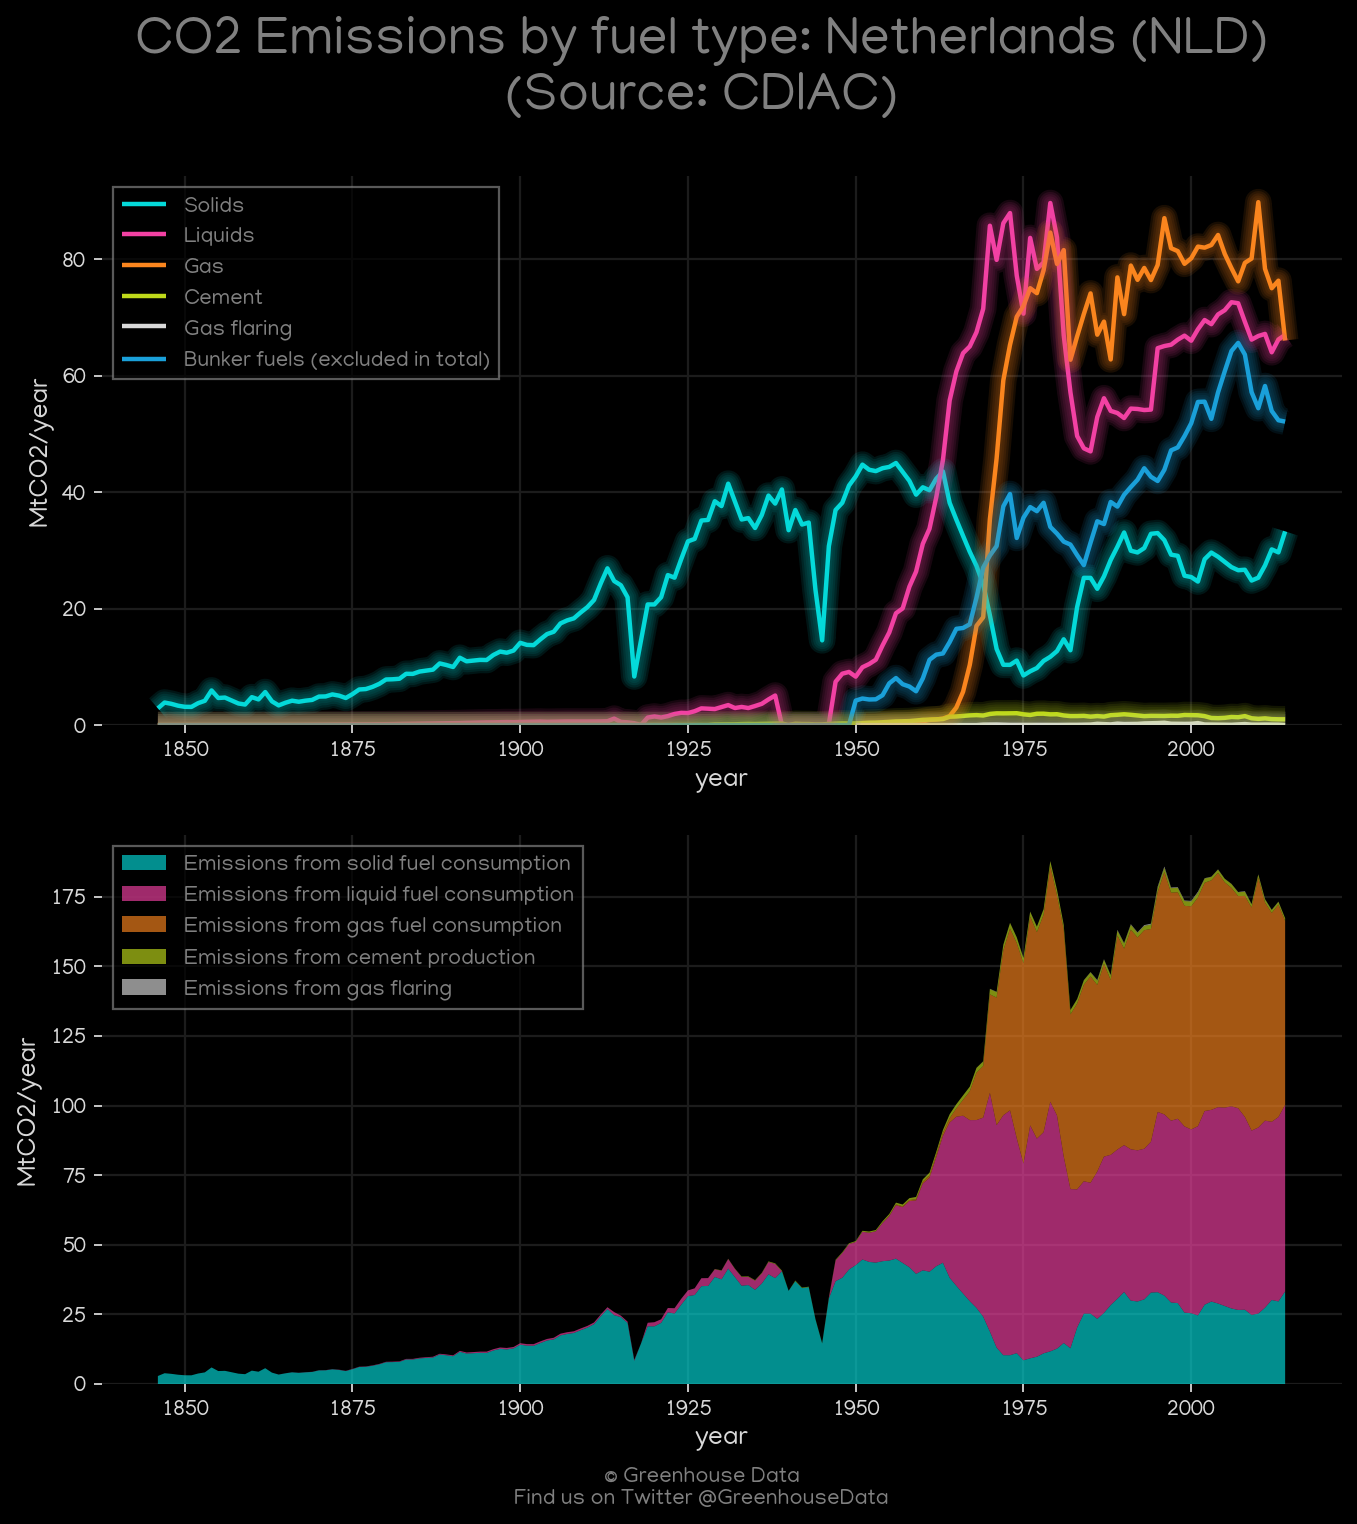 CO2 Emissions by fuel type: Netherlands (NLD)
(Source: CDIAC)
Solids
Liquids
Gas
Cement
Gas flaring
Bunker fuels (excluded in total)
MtCO2/year
80
60
40
20
0
1850 1875 1900 1925 1950 1975 2000
year
Emissions from solid fuel consumption
Emissions from liquid fuel consumption
Emissions from gas fuel consumption
Emissions from cement production
Emissions from gas flaring
MtCO2/year
175
150
125
100
75
50
25
0
1850 1875 1900 1925 1950 1975 2000
year
© Greenhouse Data
Find us on Twitter @GreenhouseData